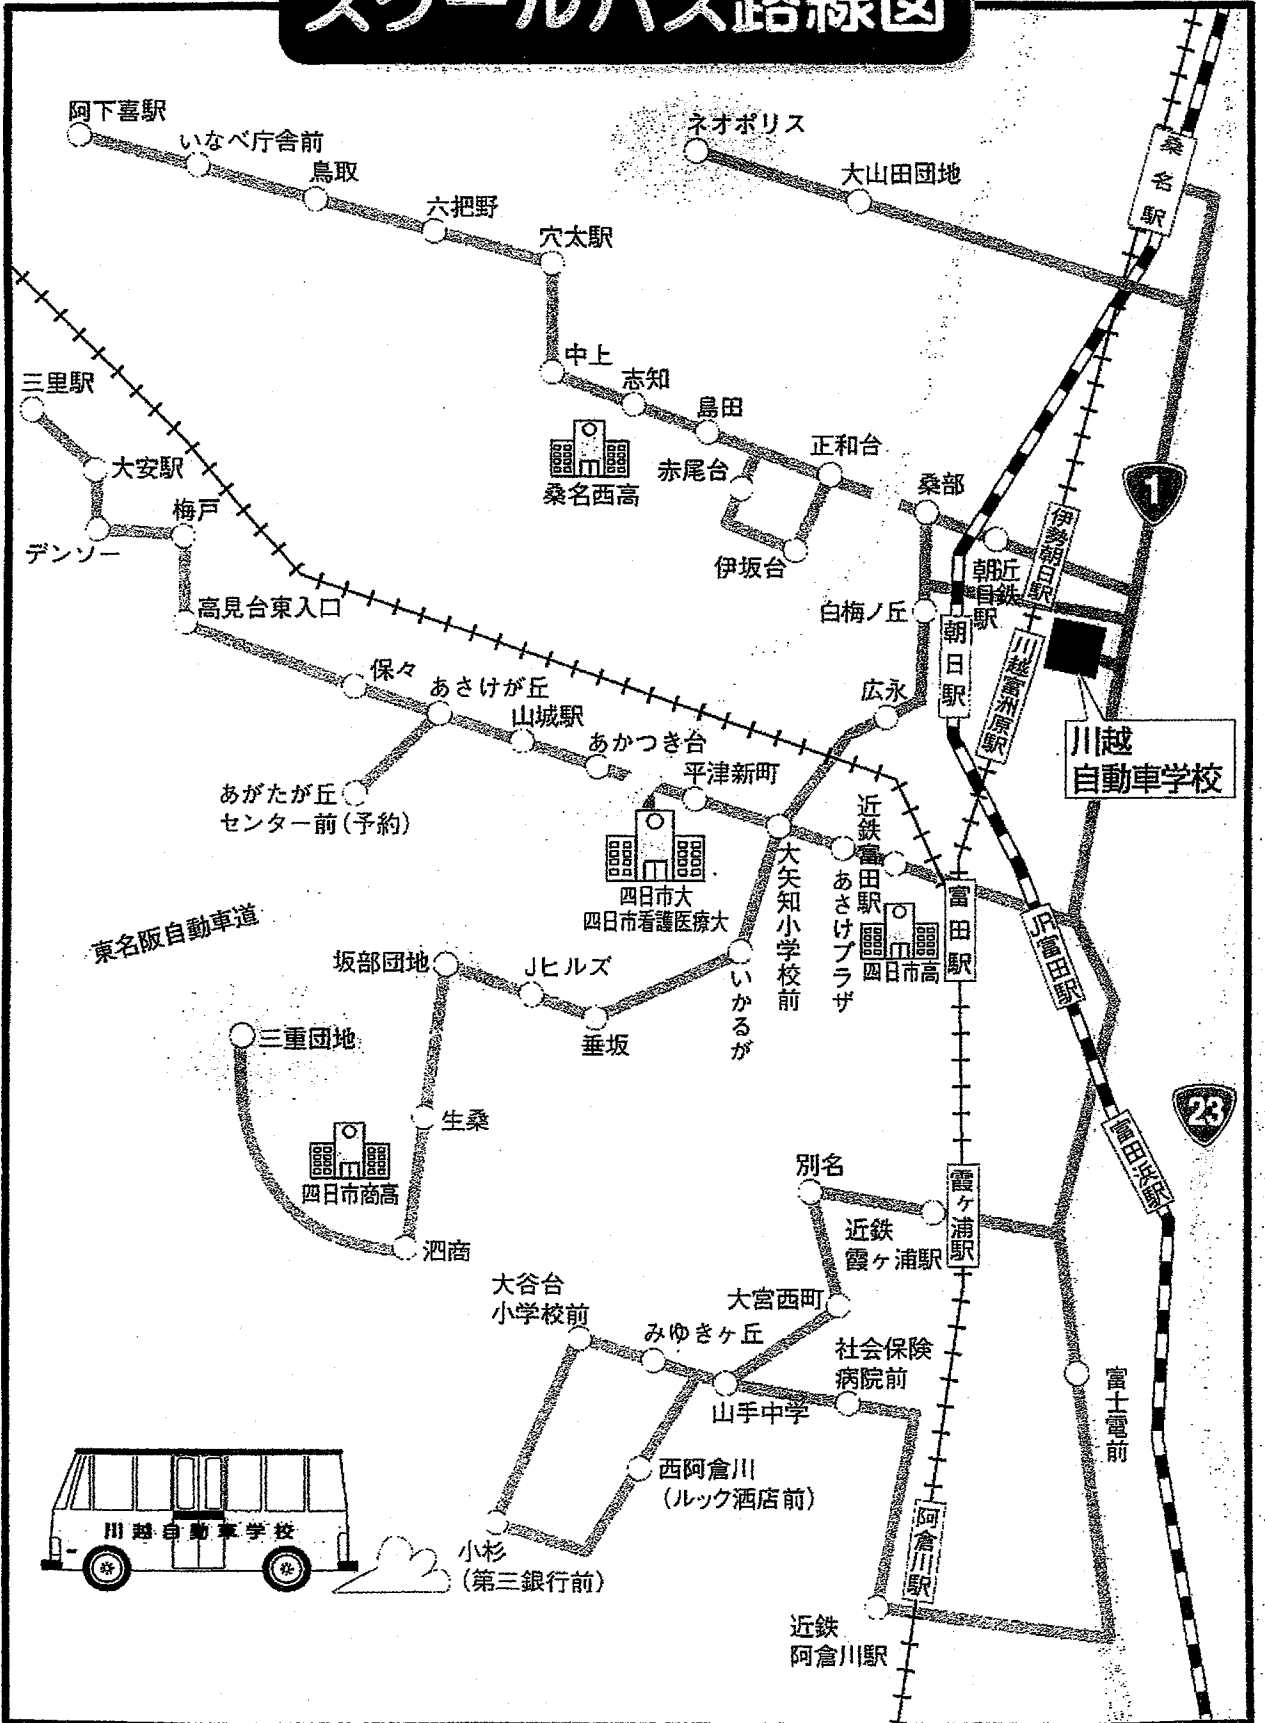 スクールバス路線図
阿下喜駅
いなべ庁舎前
鳥取
六把野
穴太駅
ネオポリス
大山田団地
桑名駅
中上
志知
島田
正和台
赤尾台
伊坂台
桑名西高
桑部
1
伊勢朝日駅
近鉄
朝日駅
三里駅
大安駅
デンソー
梅戸
高見台東入口
保々
あさけが丘
山城駅
あかつき台
平津新町
白梅ノ丘
朝日駅
川越富洲原駅
広永
川越
自動車学校
あがたが丘
センター前(予約)
四日市大
四日市看護医療大
大矢知小学校前
近鉄富田駅
あさけプラザ
四日市高
富田駅
JR富田駅
東名阪自動車道
坂部団地
Jヒルズ
垂坂
いかるが
三重団地
生桑
四日市商高
泗商
23
富田浜駅
別名
近鉄
霞ヶ浦駅
霞ヶ浦駅
大谷台
小学校前
みゆきヶ丘
大宮西町
社会保険
病院前
山手中学
富士電前
西阿倉川
(ルック酒店前)
小杉
(第三銀行前)
阿倉川駅
近鉄
阿倉川駅
川越自動車学校